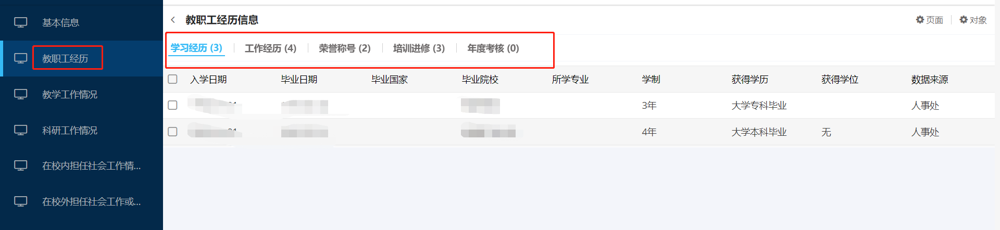 基本信息
教职工经历
教学工作情况
科研工作情况
在校内担任社会工作情...
在校外担任社会工作或...
教职工经历信息
页面 对象
学习经历 (3) 工作经历 (4) 荣誉称号 (2) 培训进修 (3) 年度考核 (0)
入学日期 毕业日期 毕业国家 毕业院校 所学专业 学制 获得学历 获得学位 数据来源
3年 大学专科毕业 人事处
4年 大学本科毕业 无 人事处